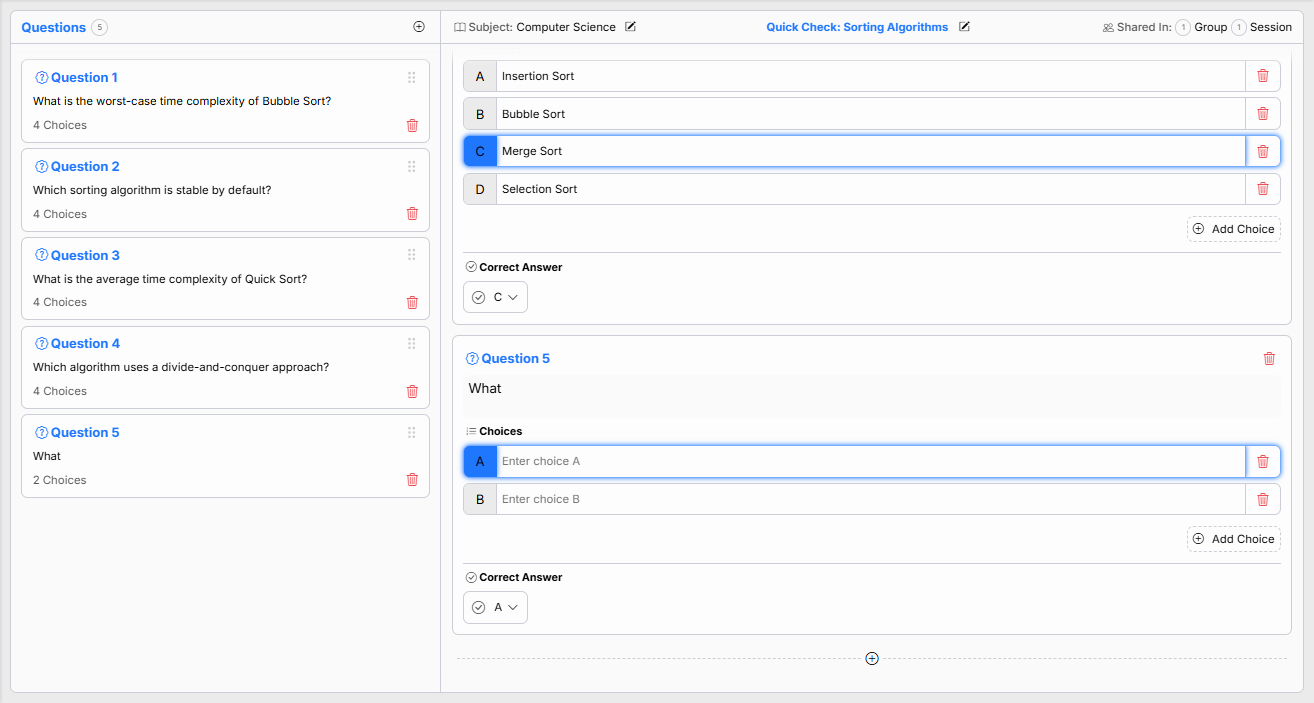 Questions 5
Question 1
What is the worst-case time complexity of Bubble Sort?
4 Choices
Question 2
Which sorting algorithm is stable by default?
4 Choices
Question 3
What is the average time complexity of Quick Sort?
4 Choices
Question 4
Which algorithm uses a divide-and-conquer approach?
4 Choices
Question 5
What
2 Choices
Subject: Computer Science
Quick Check: Sorting Algorithms
Shared In: 1 Group 1 Session
A Insertion Sort
B Bubble Sort
C Merge Sort
D Selection Sort
Add Choice
Correct Answer
C
Question 5
What
Choices
A Enter choice A
B Enter choice B
Add Choice
Correct Answer
A